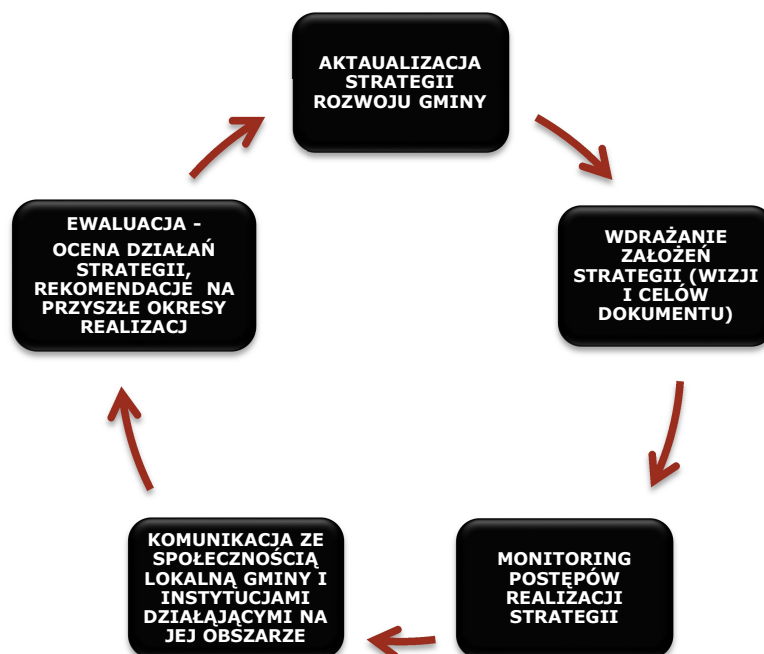 AKTAUALIZACJA
STRATEGII
ROZWOJU GMINY
WDRAŻANIE
ZAŁOŻEŃ
STRATEGII (WIZJI
I CELÓW
DOKUMENTU)
MONITORING
POSTĘPÓW
REALIZACJI
STRATEGII
KOMUNIKACJA ZE
SPOŁECZNOŚCIĄ
LOKALNĄ GMINY I
INSTYTUCJAMI
DZIAŁĄJĄCYMI NA
JEJ OBSZARZE
EWALUACJA -
OCENA DZIAŁAŃ
STRATEGII,
REKOMENDACJE NA
PRZYSZŁE OKRESY
REALIZACJ